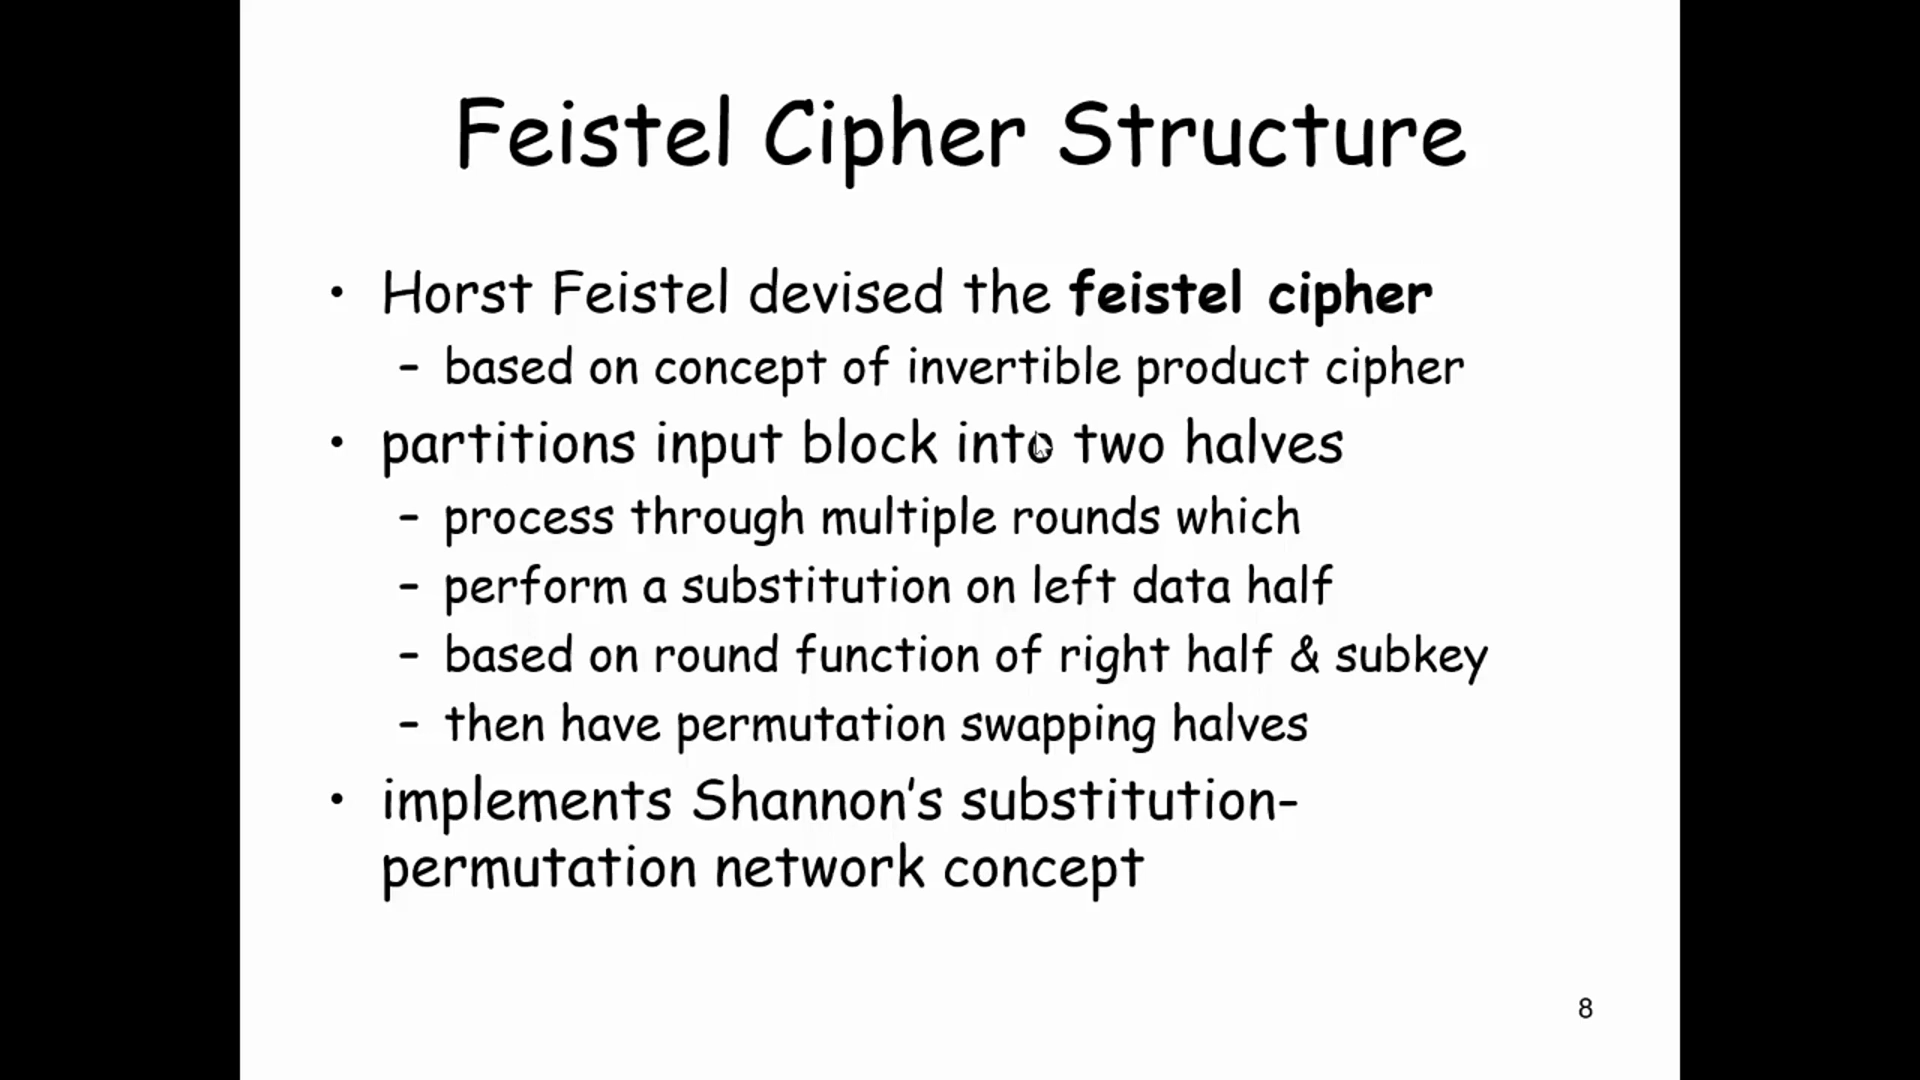 Feistel Cipher Structure
• Horst Feistel devised the feistel cipher
– based on concept of invertible product cipher
• partitions input block into two halves
– process through multiple rounds which
– perform a substitution on left data half
– based on round function of right half & subkey
– then have permutation swapping halves
• implements Shannon’s substitution-
permutation network concept
8